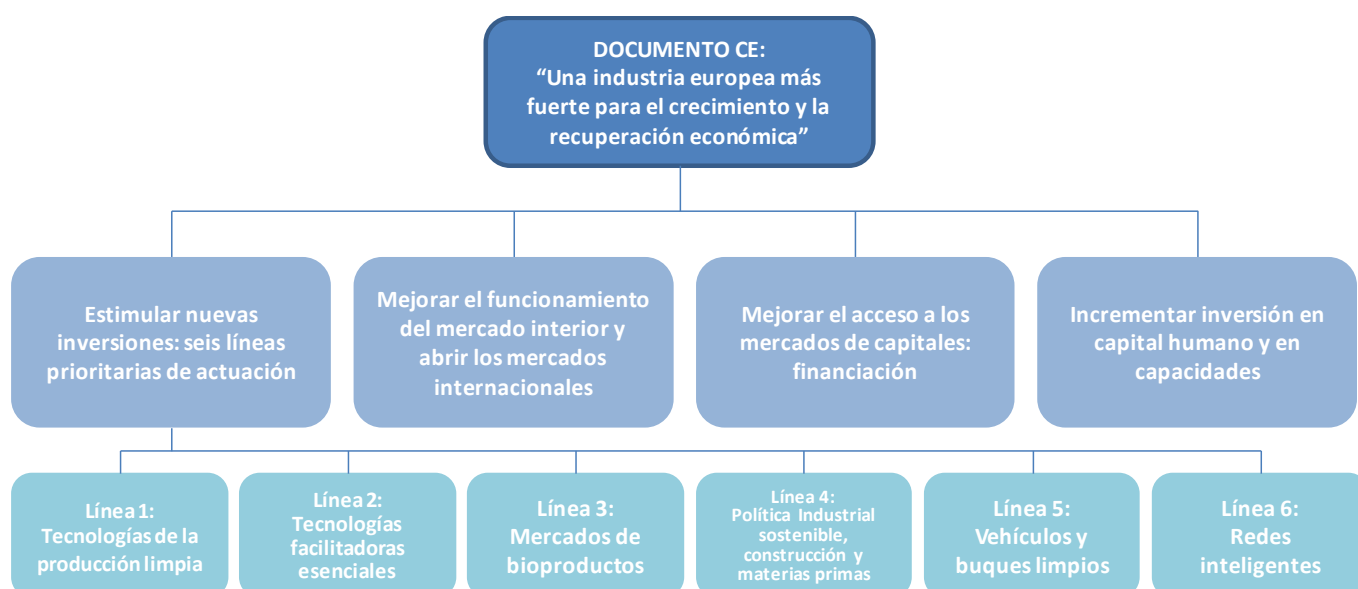 DOCUMENTO CE:
“Una industria europea más
fuerte para el crecimiento y la
recuperación económica”
Estimular nuevas
inversiones: seis líneas
prioritarias de actuación
Mejorar el funcionamiento
del mercado interior y
abrir los mercados
internacionales
Mejorar el acceso a los
mercados de capitales:
financiación
Incrementar inversión en
capital humano y en
capacidades
Línea 1:
Tecnologías de la
producción limpia
Línea 2:
Tecnologías
facilitadoras
esenciales
Línea 3:
Mercados de
bioproductos
Línea 4:
Política Industrial
sostenible,
construcción y
materias primas
Línea 5:
Vehículos y
buques limpios
Línea 6:
Redes
inteligentes